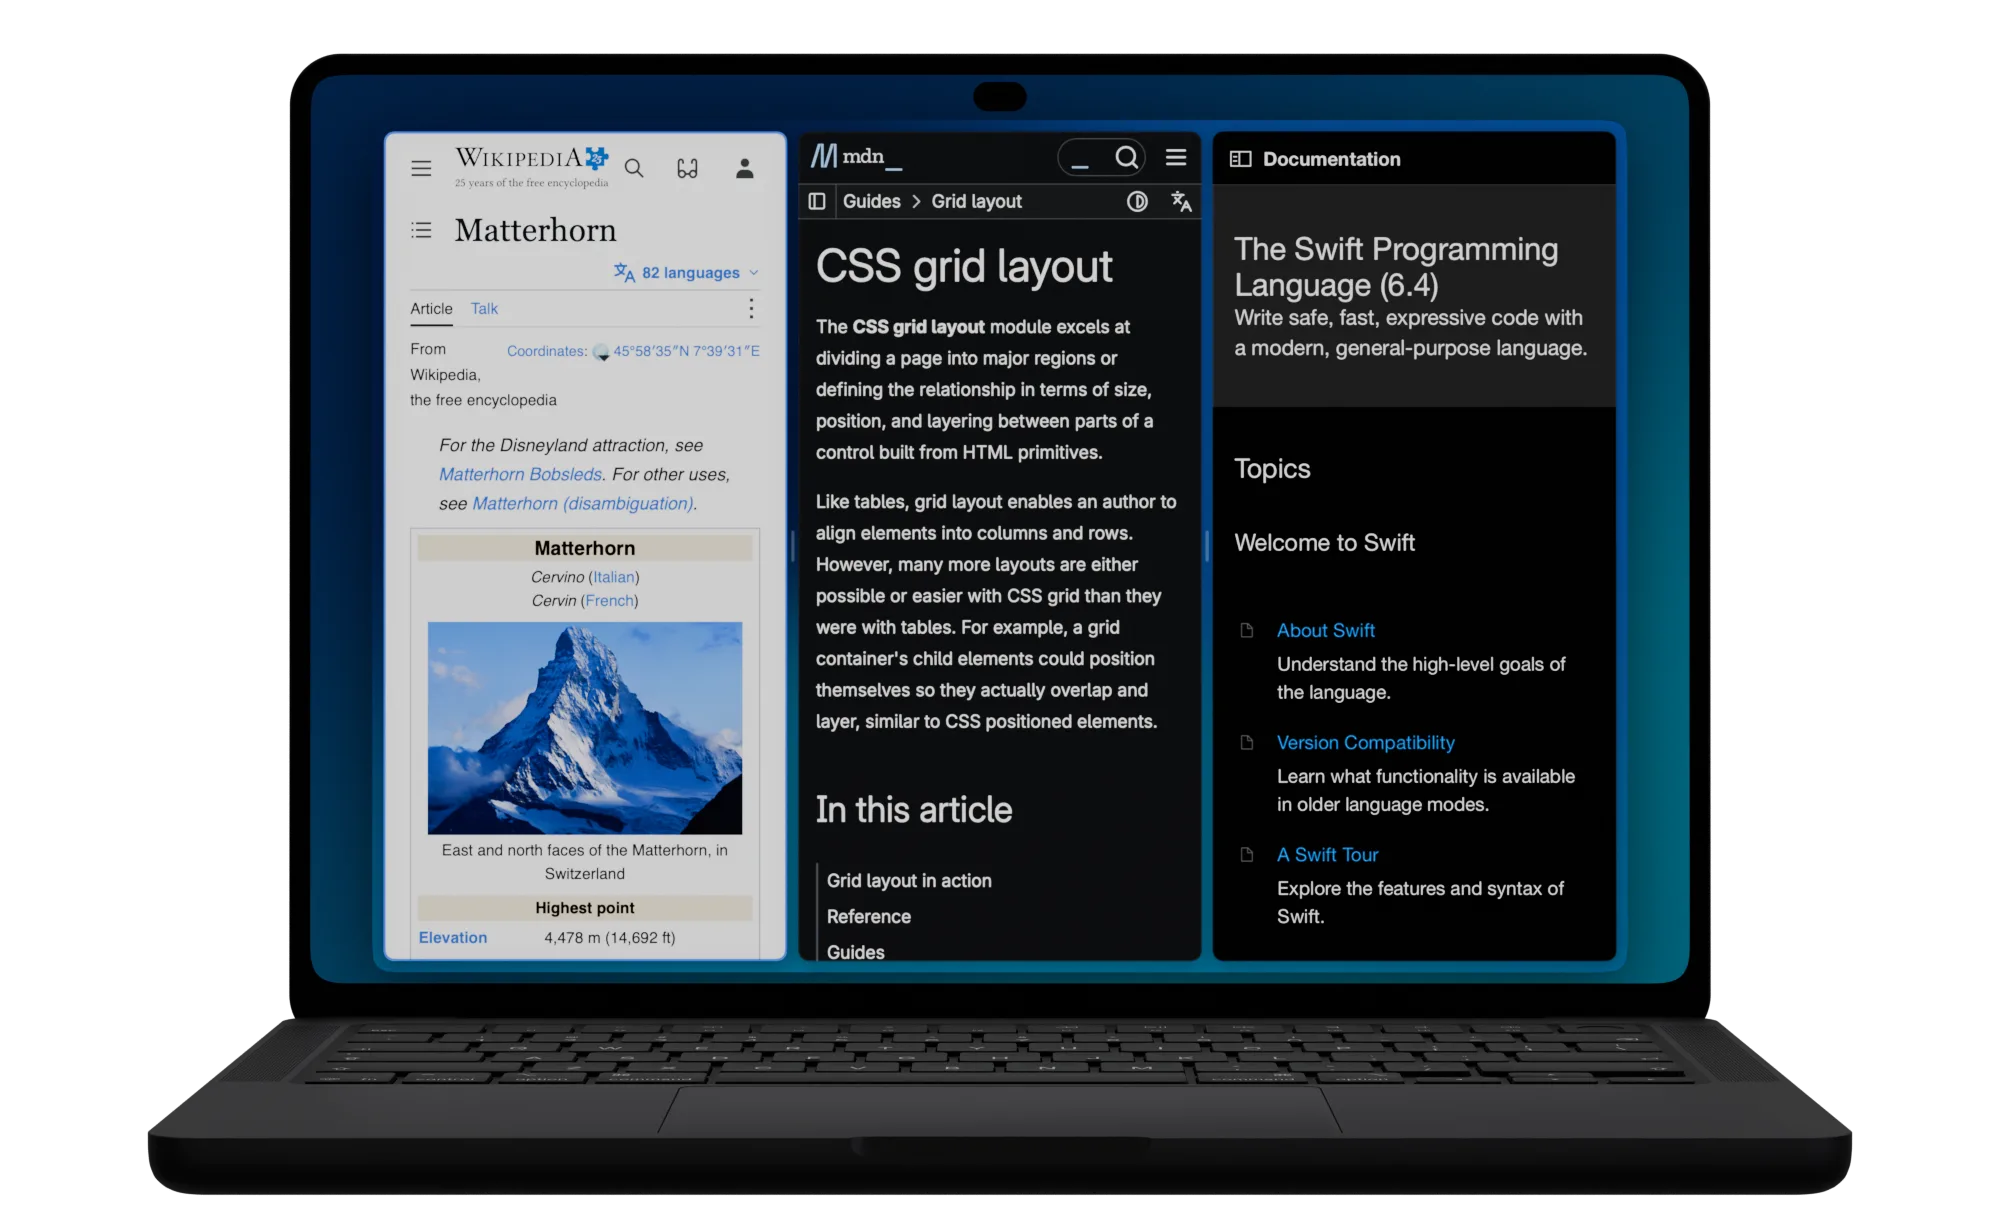 WIKIPEDIA 25
25 years of the free encyclopedia
Matterhorn
82 languages
Article Talk
From
Wikipedia,
the free encyclopedia
Coordinates: 45°58′35″N 7°39′31″E
For the Disneyland attraction, see
Matterhorn Bobsleds. For other uses,
see Matterhorn (disambiguation).
Matterhorn
Cervino (Italian)
Cervin (French)
East and north faces of the Matterhorn, in
Switzerland
Highest point
Elevation 4,478 m (14,692 ft)
mdn_
Guides > Grid layout
CSS grid layout
The CSS grid layout module excels at
dividing a page into major regions or
defining the relationship in terms of size,
position, and layering between parts of a
control built from HTML primitives.
Like tables, grid layout enables an author to
align elements into columns and rows.
However, many more layouts are either
possible or easier with CSS grid than they
were with tables. For example, a grid
container's child elements could position
themselves so they actually overlap and
layer, similar to CSS positioned elements.
In this article
Grid layout in action
Reference
Guides
Documentation
The Swift Programming
Language (6.4)
Write safe, fast, expressive code with
a modern, general-purpose language.
Topics
Welcome to Swift
About Swift
Understand the high-level goals of
the language.
Version Compatibility
Learn what functionality is available
in older language modes.
A Swift Tour
Explore the features and syntax of
Swift.